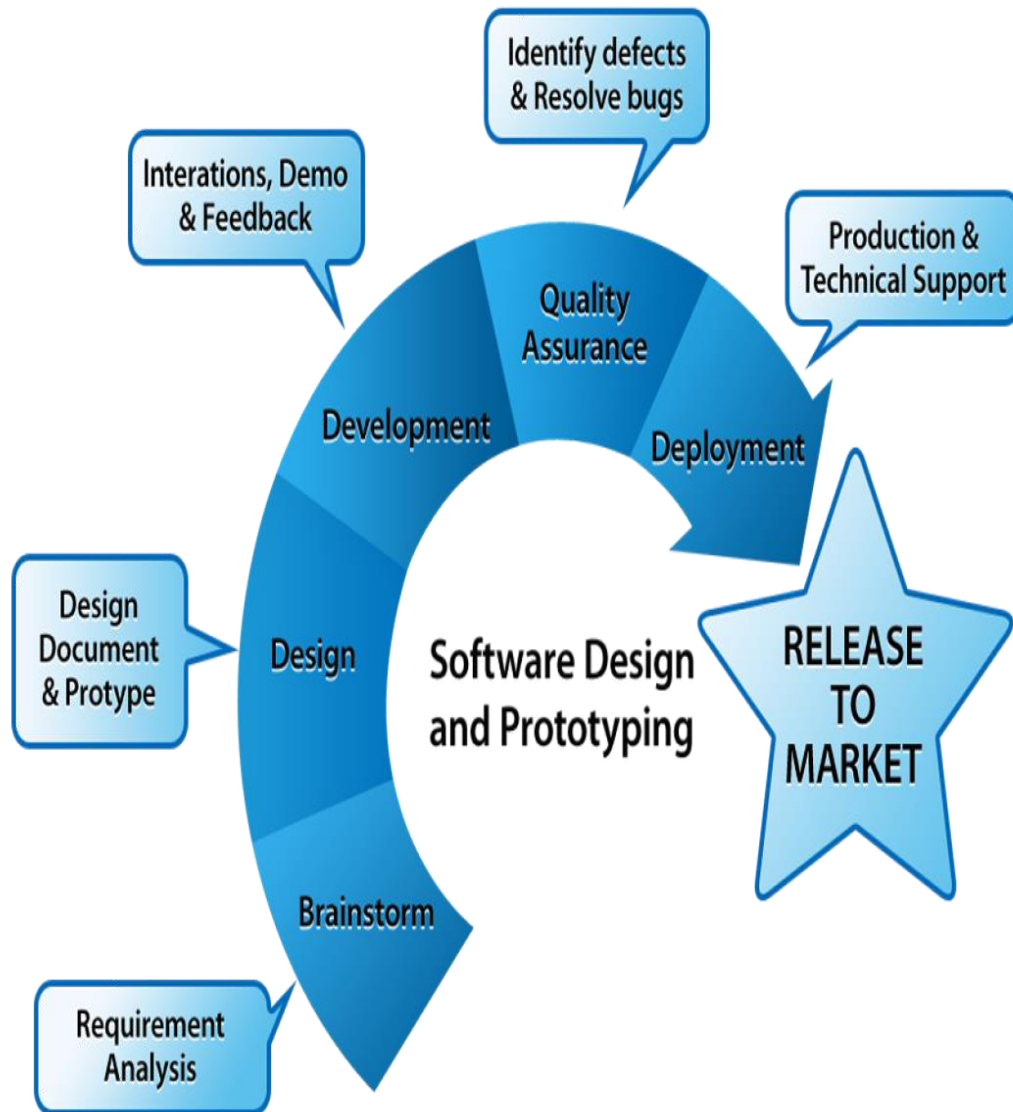 Identify defects
& Resolve bugs
Interations, Demo
& Feedback
Production &
Technical Support
Quality
Assurance
Development
Deployment
Design
Document
& Protype
Design
Software Design
and Prototyping
RELEASE
TO
MARKET
Brainstorm
Requirement
Analysis